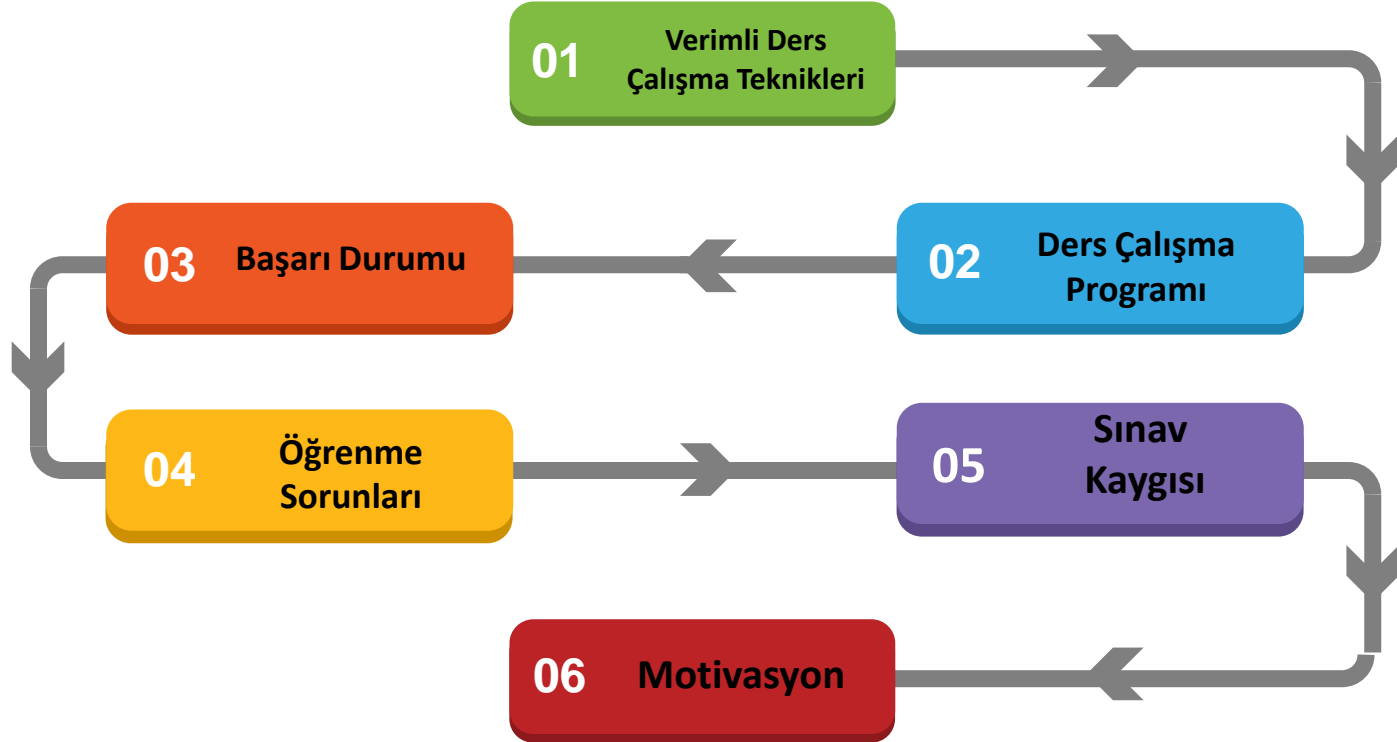 01
Verimli Ders
Çalışma Teknikleri
02
Ders Çalışma
Programı
03
Başarı Durumu
04
Öğrenme
Sorunları
05
Sınav
Kaygısı
06
Motivasyon